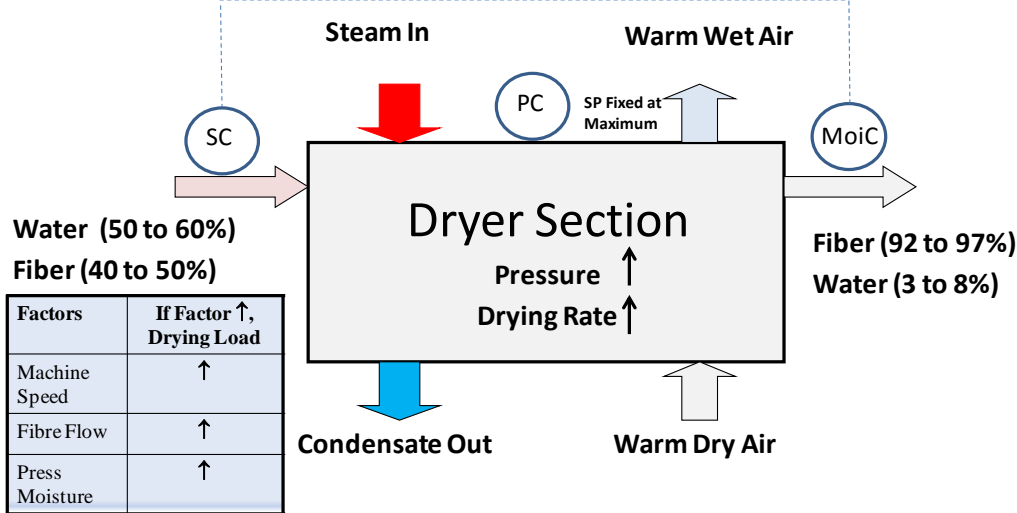 Steam In
Warm Wet Air
SC
PC
SP Fixed at
Maximum
MoiC
Dryer Section
Pressure ↑
Drying Rate ↑
Water (50 to 60%)
Fiber (40 to 50%)
Fiber (92 to 97%)
Water (3 to 8%)
Factors
If Factor ↑,
Drying Load
Machine
Speed
↑
Fibre Flow
↑
Press
Moisture
↑
Condensate Out
Warm Dry Air